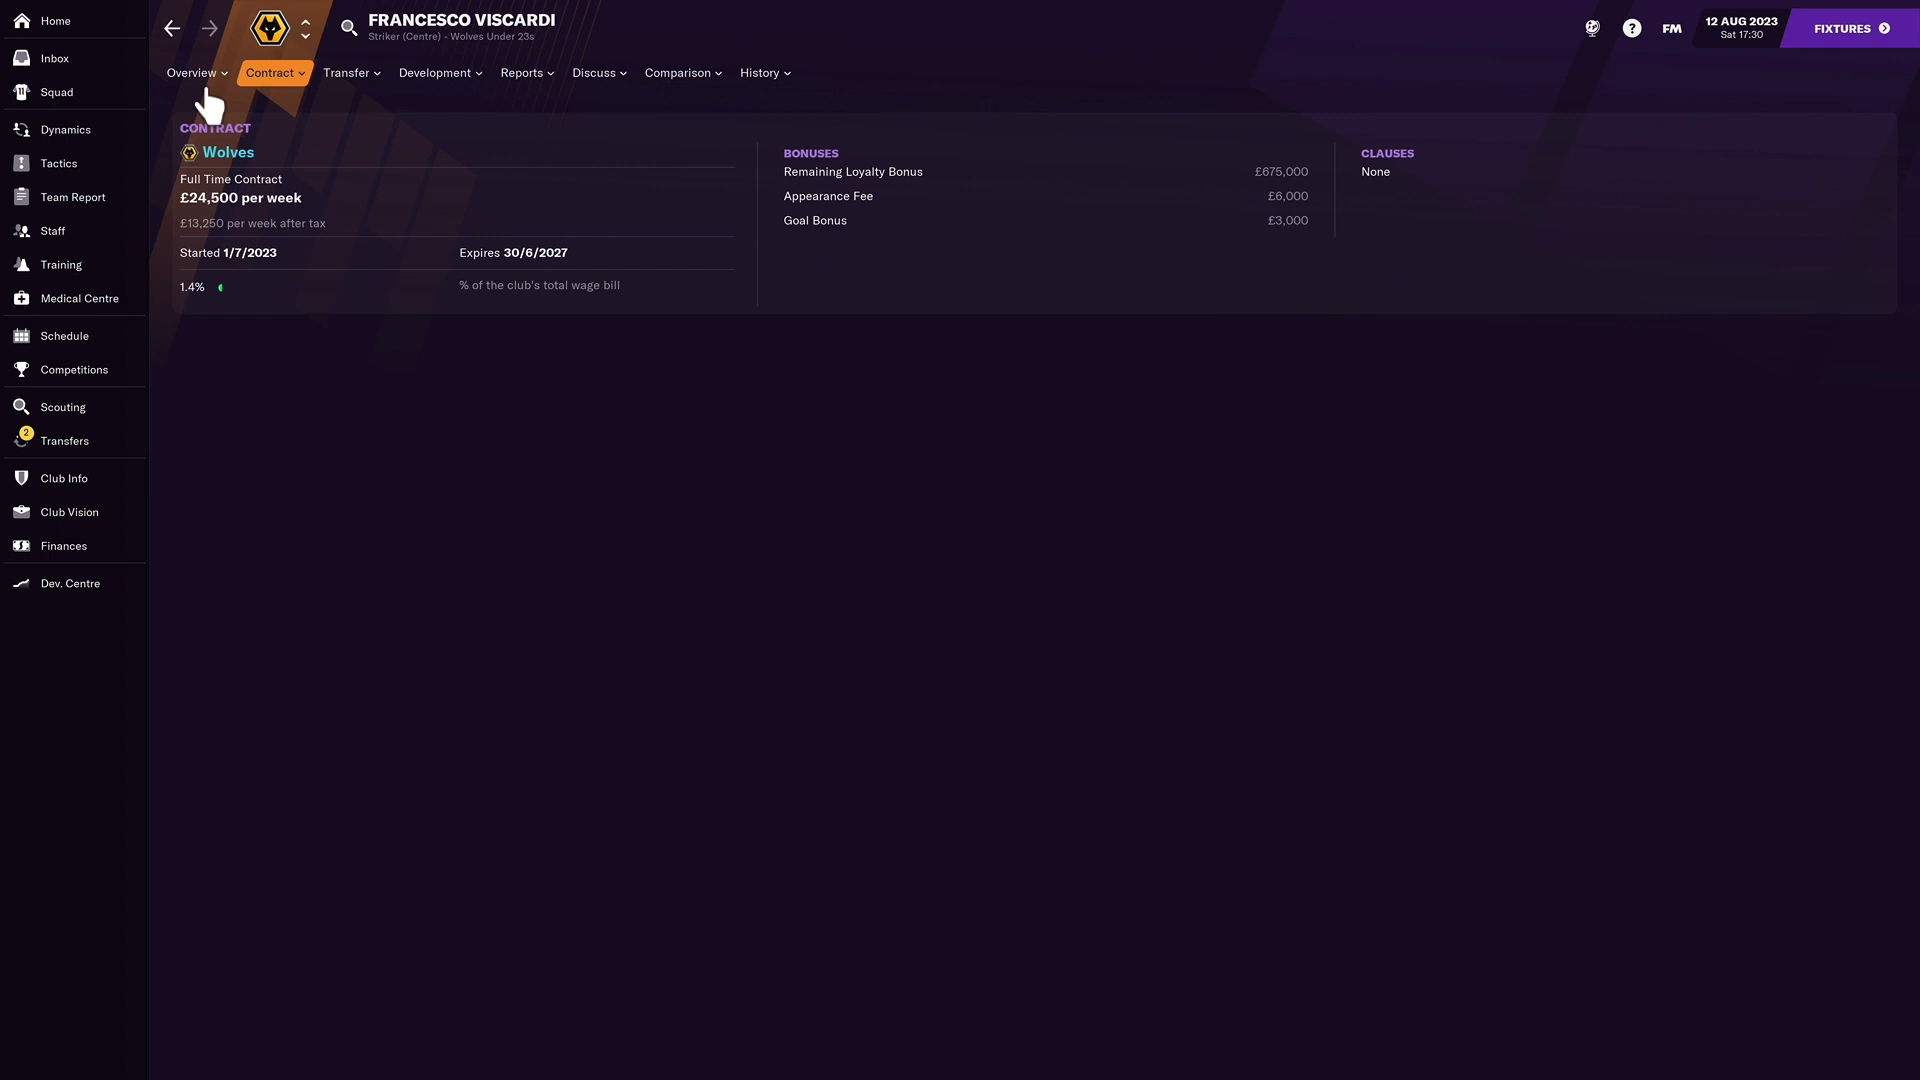 Home
Inbox
Squad
Dynamics
Tactics
Team Report
Staff
Training
Medical Centre
Schedule
Competitions
Scouting
2
Transfers
Club Info
Club Vision
Finances
Dev. Centre
FRANCESCO VISCARDI
Striker (Centre) - Wolves Under 23s
?
FM
12 AUG 2023
Sat 17:30
FIXTURES
Overview
Contract
Transfer
Development
Reports
Discuss
Comparison
History
CONTRACT
Wolves
Full Time Contract
£24,500 per week
£13,250 per week after tax
Started 1/7/2023
Expires 30/6/2027
1.4%
% of the club's total wage bill
BONUSES
Remaining Loyalty Bonus £675,000
Appearance Fee £6,000
Goal Bonus £3,000
CLAUSES
None